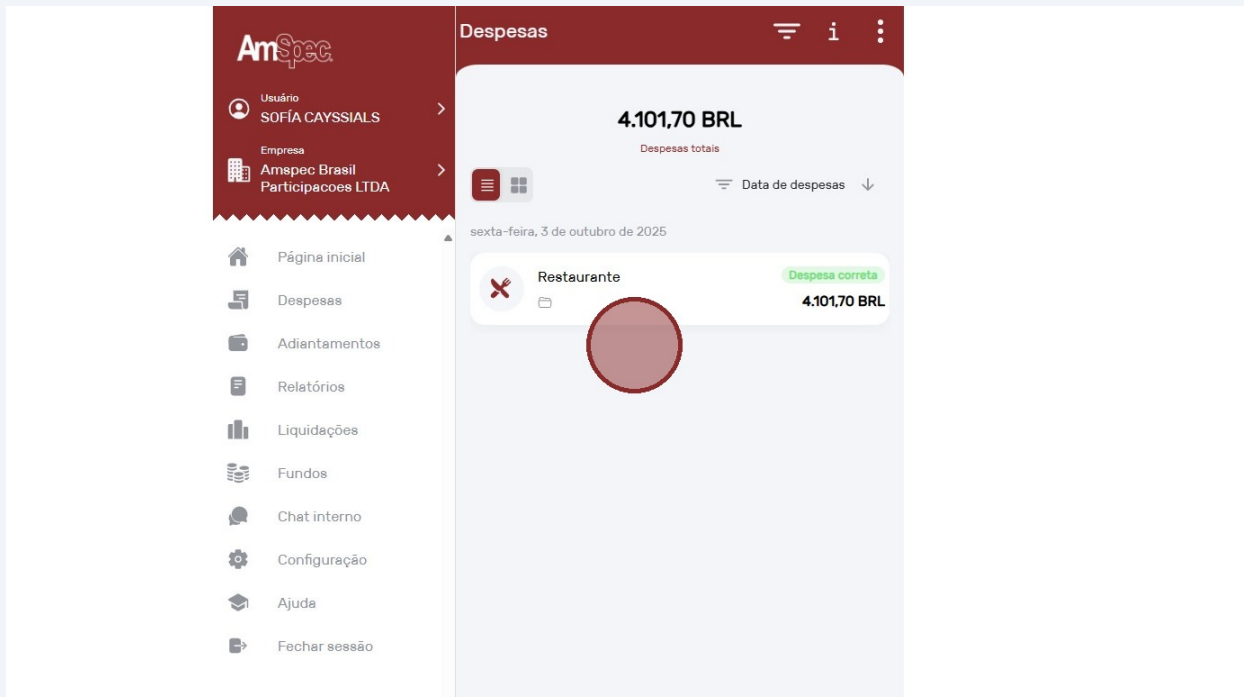 AmSpec
Usuário
SOFÍA CAYSSIALS
Empresa
Amspec Brasil
Participacoes LTDA
Página inicial
Despesas
Adiantamentos
Relatórios
Liquidações
Fundos
Chat interno
Configuração
Ajuda
Fechar sessão
Despesas
4.101,70 BRL
Despesas totais
Data de despesas
sexta-feira, 3 de outubro de 2025
Restaurante
Despesa correta
4.101,70 BRL